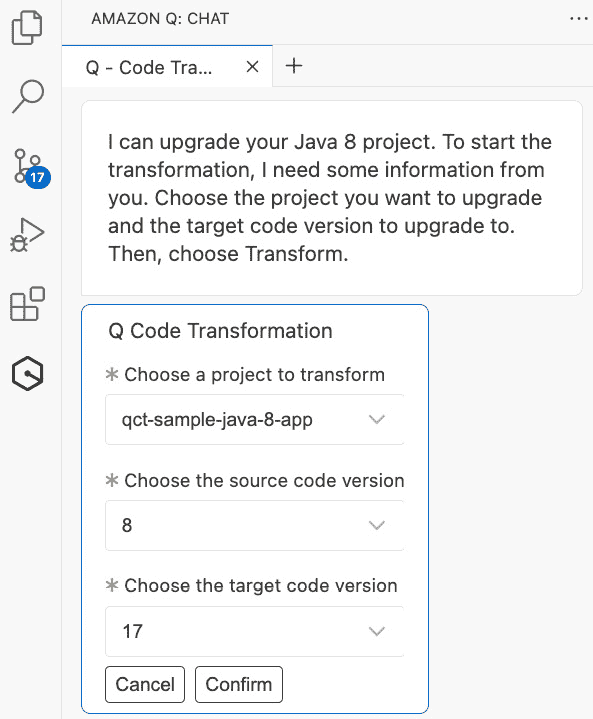 AMAZON Q: CHAT
Q - Code Tra...
17
I can upgrade your Java 8 project. To start the
transformation, I need some information from
you. Choose the project you want to upgrade
and the target code version to upgrade to.
Then, choose Transform.
Q Code Transformation
* Choose a project to transform
qct-sample-java-8-app
* Choose the source code version
8
* Choose the target code version
17
Cancel Confirm